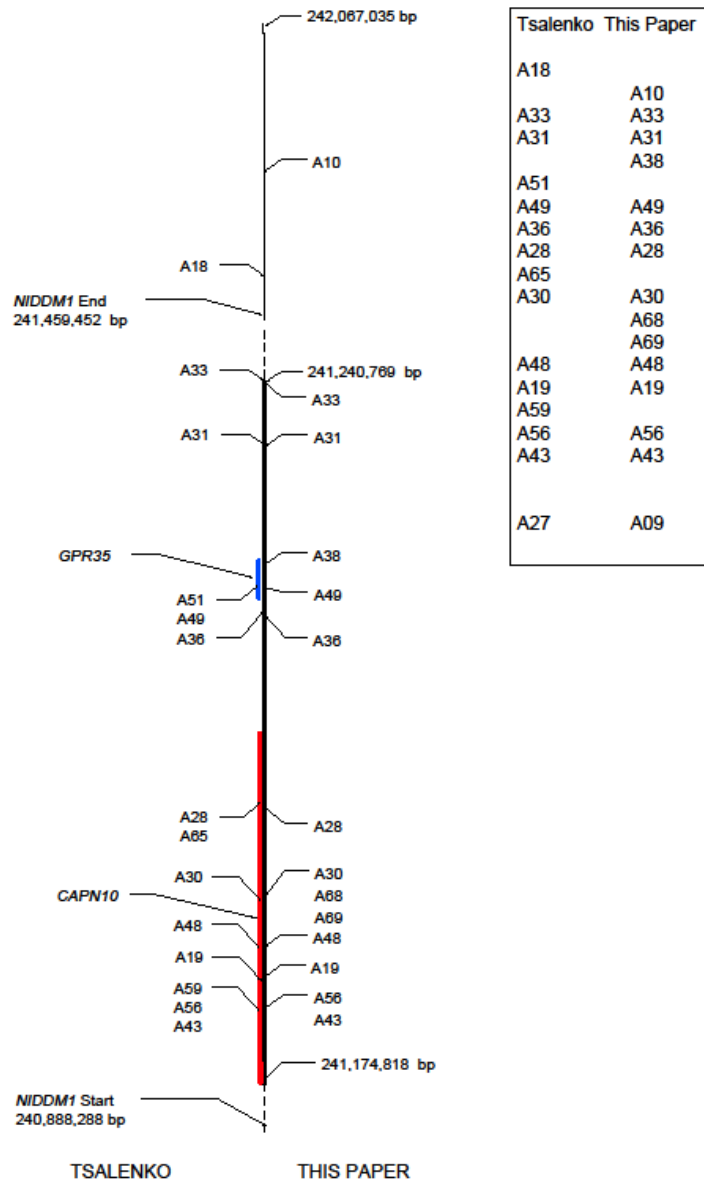 242,067,035 bp
A10
A18
NIDDM1 End
241,459,452 bp
A33
241,240,769 bp
A33
A31
A31
GPR35
A38
A51
A49
A49
A36
A36
A28
A65
A28
A30
A30
A68
CAPN10
A69
A48
A48
A19
A19
A59
A56
A56
A43
A43
241,174,818 bp
NIDDM1 Start
240,888,288 bp
TSALENKO THIS PAPER
Tsalenko This Paper
A18
A10
A33 A33
A31 A31
A38
A51
A49 A49
A36 A36
A28 A28
A65
A30 A30
A68
A69
A48 A48
A19 A19
A59
A56 A56
A43 A43
A27 A09